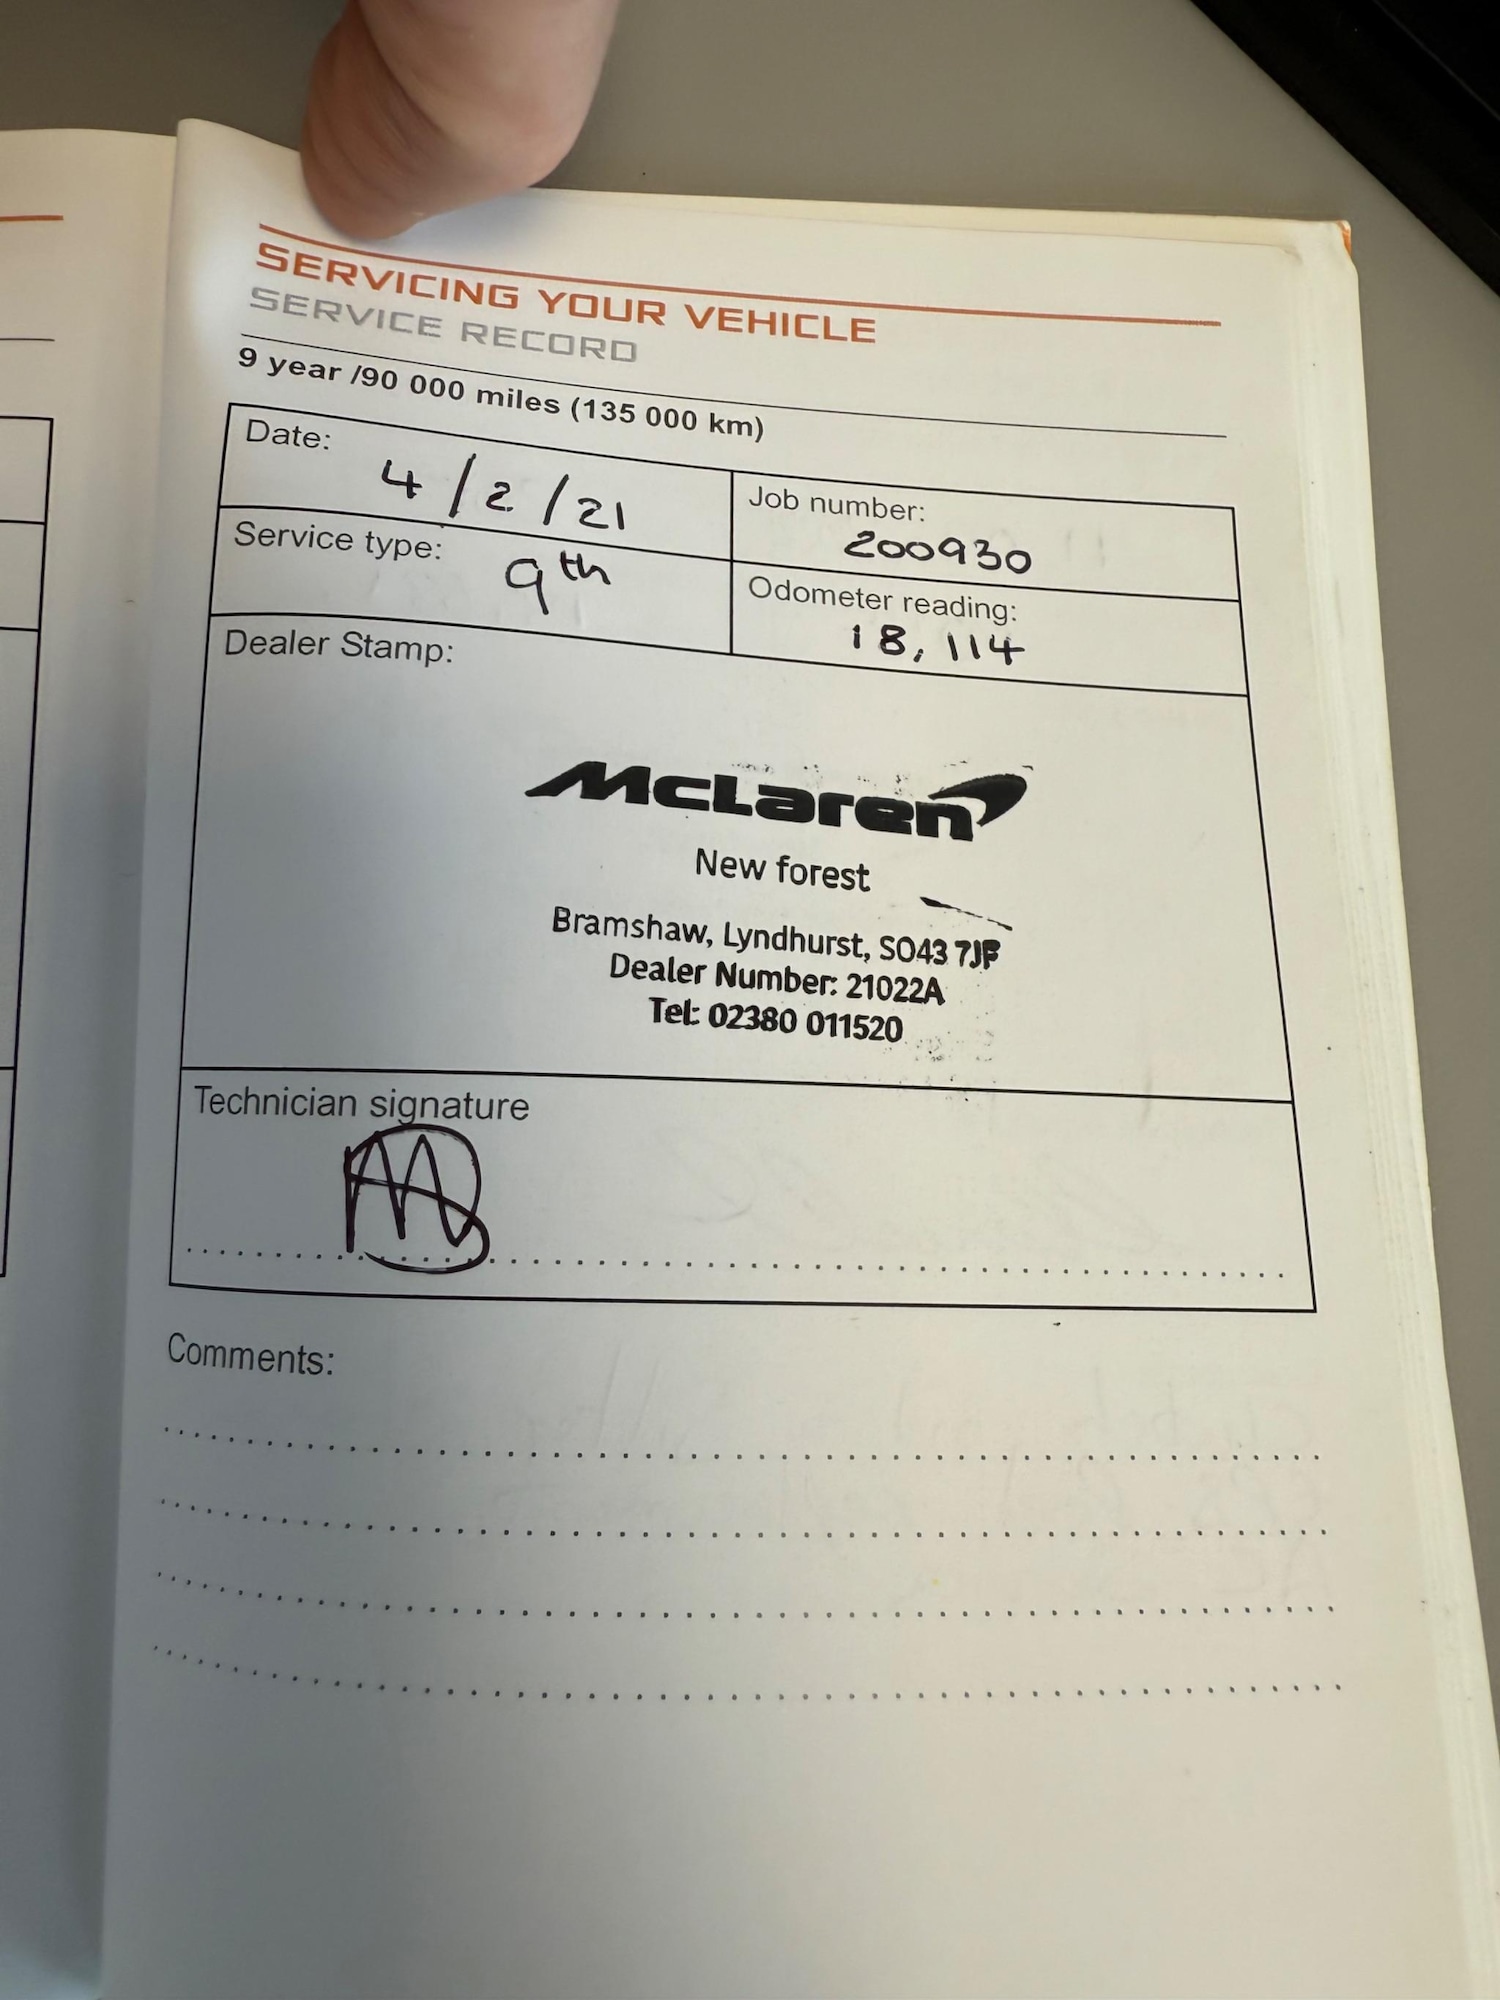 SERVICING YOUR VEHICLE
SERVICE RECORD
9 year /90 000 miles (135 000 km)
Date: 4/2/21
Job number: 200930
Service type: 9th
Odometer reading: 18,114
Dealer Stamp:
McLaren
New forest
Bramshaw, Lyndhurst, SO43 7JF
Dealer Number: 21022A
Tel: 02380 011520
Technician signature
Comments: